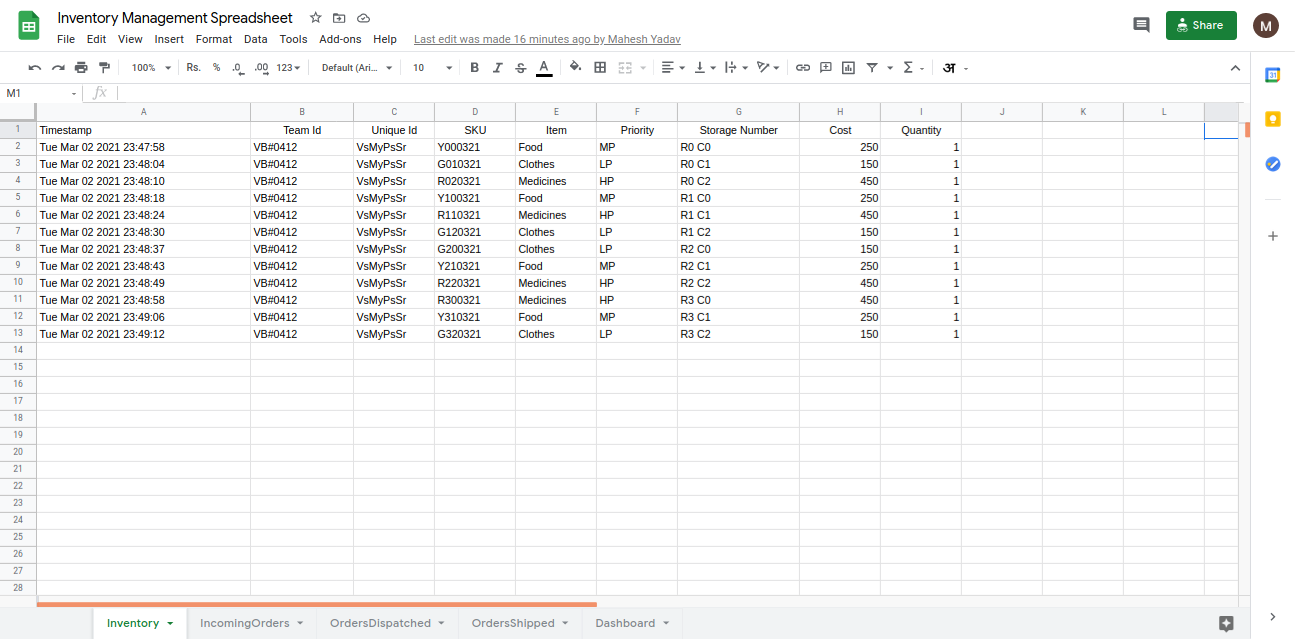 Inventory Management Spreadsheet
File Edit View Insert Format Data Tools Add-ons Help Last edit was made 16 minutes ago by Mahesh Yadav
Share
M
100% Rs. % .0 .00 123 Default (Ari... 10 B I S A Σ अ
31
M1 fx
A B C D E F G H I J K L
1 Timestamp Team Id Unique Id SKU Item Priority Storage Number Cost Quantity
2 Tue Mar 02 2021 23:47:58 VB#0412 VsMyPsSr Y000321 Food MP R0 C0 250 1
3 Tue Mar 02 2021 23:48:04 VB#0412 VsMyPsSr G010321 Clothes LP R0 C1 150 1
4 Tue Mar 02 2021 23:48:10 VB#0412 VsMyPsSr R020321 Medicines HP R0 C2 450 1
5 Tue Mar 02 2021 23:48:18 VB#0412 VsMyPsSr Y100321 Food MP R1 C0 250 1
6 Tue Mar 02 2021 23:48:24 VB#0412 VsMyPsSr R110321 Medicines HP R1 C1 450 1
7 Tue Mar 02 2021 23:48:30 VB#0412 VsMyPsSr G120321 Clothes LP R1 C2 150 1
8 Tue Mar 02 2021 23:48:37 VB#0412 VsMyPsSr G200321 Clothes LP R2 C0 150 1
9 Tue Mar 02 2021 23:48:43 VB#0412 VsMyPsSr Y210321 Food MP R2 C1 250 1
10 Tue Mar 02 2021 23:48:49 VB#0412 VsMyPsSr R220321 Medicines HP R2 C2 450 1
11 Tue Mar 02 2021 23:48:58 VB#0412 VsMyPsSr R300321 Medicines HP R3 C0 450 1
12 Tue Mar 02 2021 23:49:06 VB#0412 VsMyPsSr Y310321 Food MP R3 C1 250 1
13 Tue Mar 02 2021 23:49:12 VB#0412 VsMyPsSr G320321 Clothes LP R3 C2 150 1
14
15
16
17
18
19
20
21
22
23
24
25
26
27
28
Inventory IncomingOrders OrdersDispatched OrdersShipped Dashboard